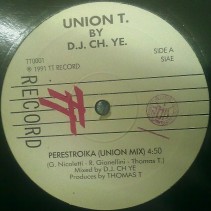 UNION T.
BY
D.J. CH. YE.
TT0001
© 1991 TT RECORD.
SIDE A
SIAE
TT RECORD
PERESTROIKA (UNION MIX) 4:50
(G. Nicoletti - R. Gianellini - Thomas T.)
Mixed by D.J. CH YE
Produced by THOMAS T